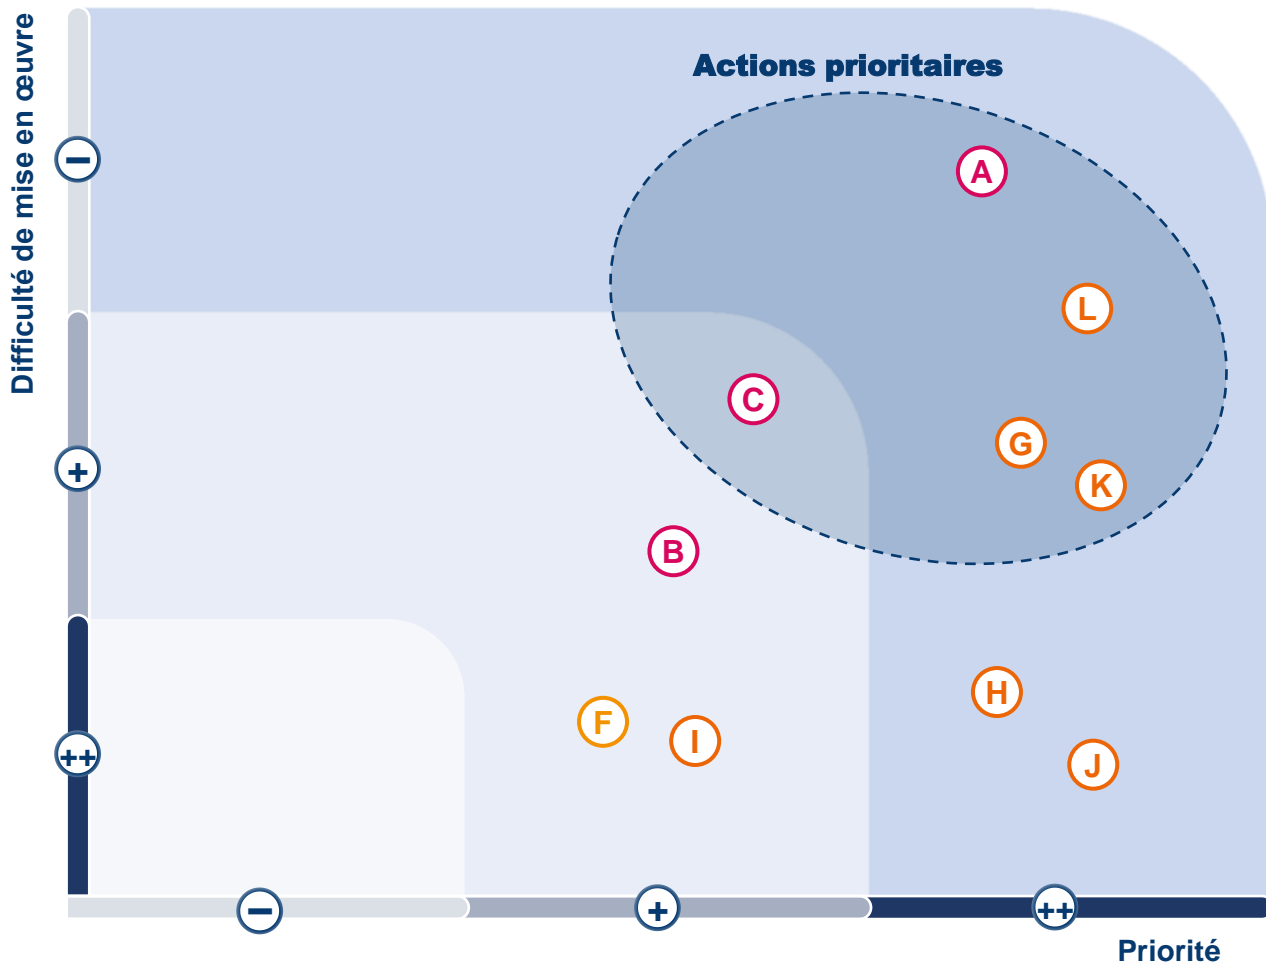 Difficulté de mise en œuvre
Actions prioritaires
−
A
L
C
G
+
K
B
H
F
I
++
J
−
+
++
Priorité